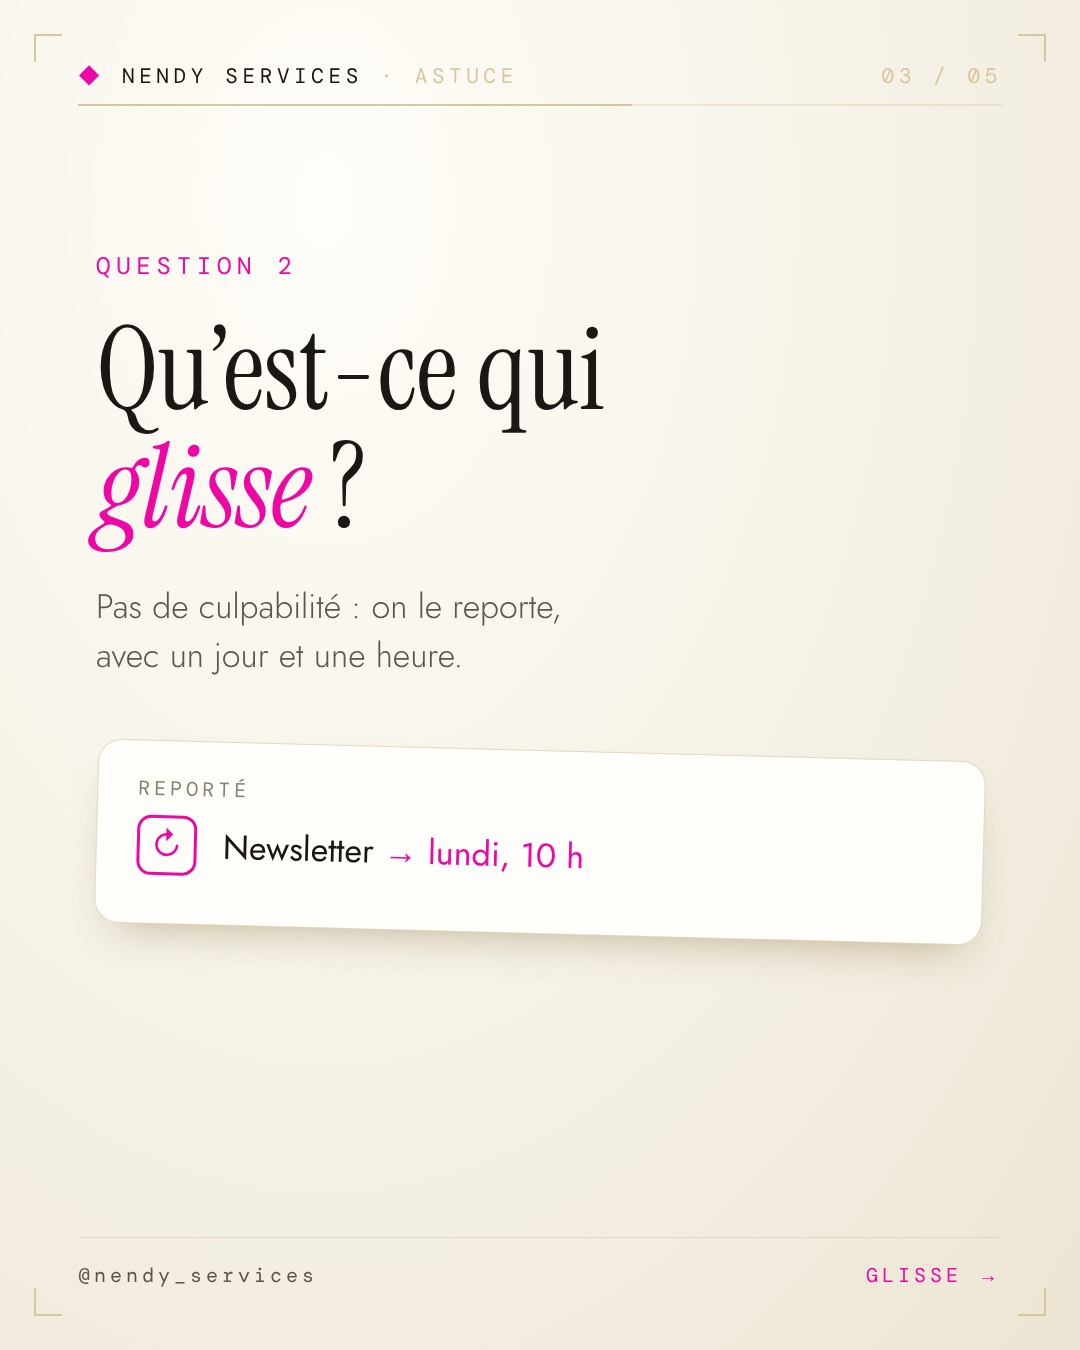 NENDY SERVICES · ASTUCE
03 / 05
QUESTION 2
Qu’est-ce qui
glisse ?
Pas de culpabilité : on le reporte,
avec un jour et une heure.
REPORTÉ
Newsletter → lundi, 10 h
@nendy_services
GLISSE →